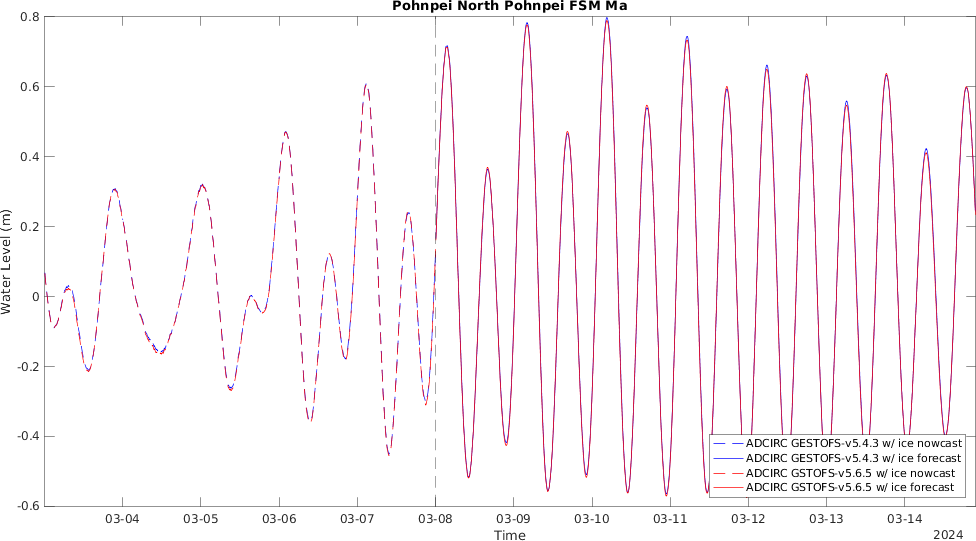 Pohnpei North Pohnpei FSM Ma
Water Level (m)
0.8
0.6
0.4
0.2
0
-0.2
-0.4
-0.6
03-04 03-05 03-06 03-07 03-08 03-09 03-10 03-11 03-12 03-13 03-14
Time
2024
ADCIRC GESTOFS-v5.4.3 w/ ice nowcast
ADCIRC GESTOFS-v5.4.3 w/ ice forecast
ADCIRC GSTOFS-v5.6.5 w/ ice nowcast
ADCIRC GSTOFS-v5.6.5 w/ ice forecast